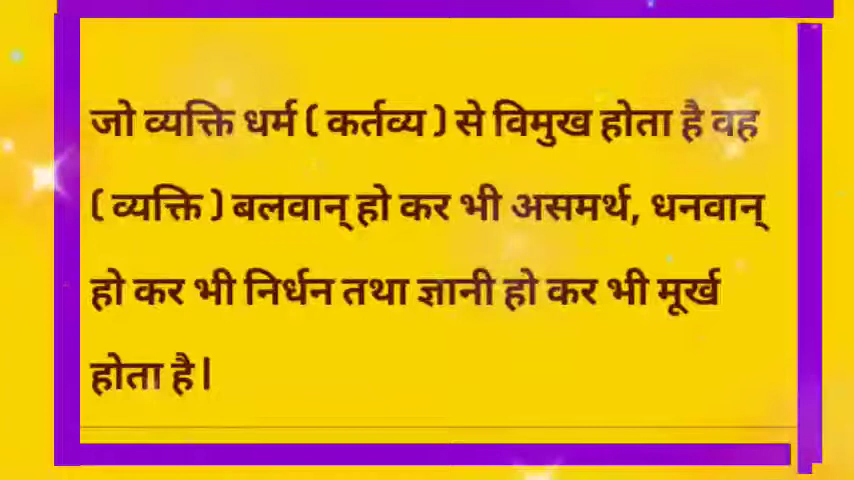 जो व्यक्ति धर्म ( कर्तव्य ) से विमुख होता है वह
( व्यक्ति ) बलवान् हो कर भी असमर्थ, धनवान्
हो कर भी निर्धन तथा ज्ञानी हो कर भी मूर्ख
होता है।